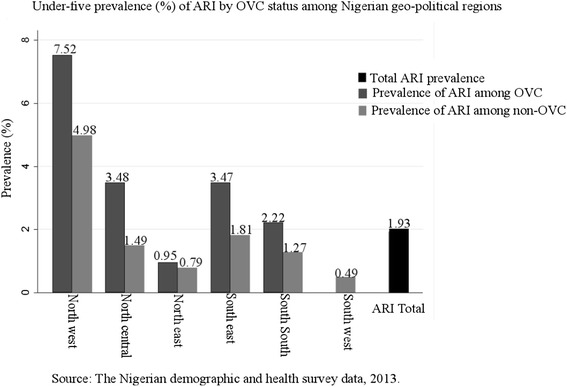 Under-five prevalence (%) of ARI by OVC status among Nigerian geo-political regions
Total ARI prevalence
Prevalence of ARI among OVC
Prevalence of ARI among non-OVC
Prevalence (%)
8
6
4
2
0
7.52
4.98
3.48
1.49
0.95
0.79
3.47
1.81
2.22
1.27
0.49
1.93
North west
North central
North east
South east
South South
South west
ARI Total
Source: The Nigerian demographic and health survey data, 2013.